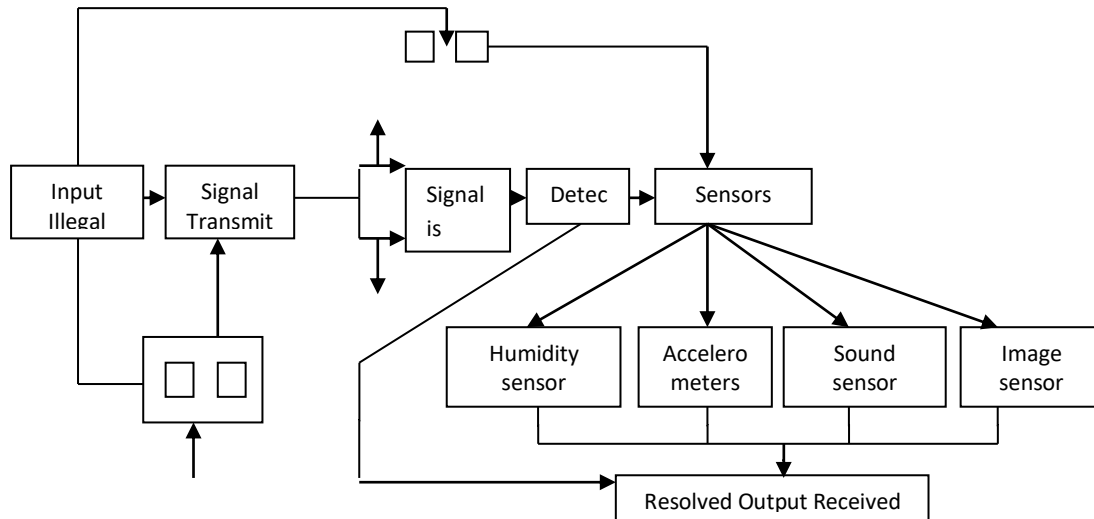 Input
Illegal
Signal
Transmit
Signal
is
Detec
Sensors
Humidity
sensor
Accelero
meters
Sound
sensor
Image
sensor
Resolved Output Received